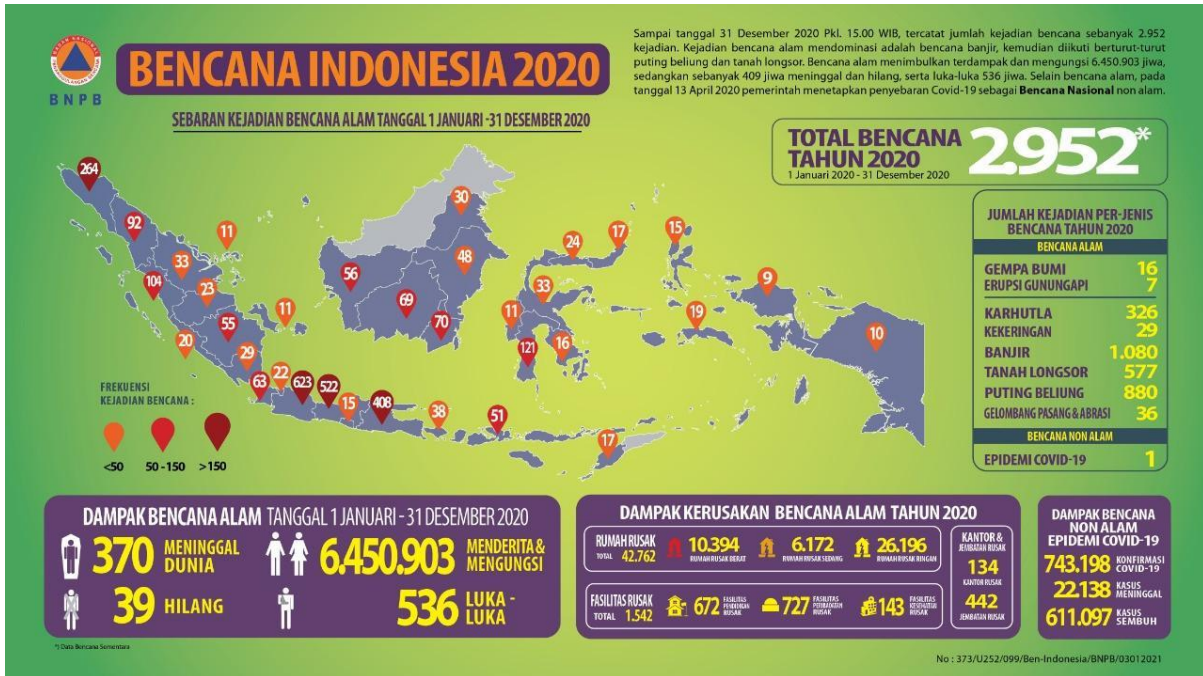 BNPB
BENCANA INDONESIA 2020
SEBARAN KEJADIAN BENCANA ALAM TANGGAL 1 JANUARI -31 DESEMBER 2020
Sampai tanggal 31 Desember 2020 Pkl. 15.00 WIB, tercatat jumlah kejadian bencana sebanyak 2.952
kejadian. Kejadian bencana alam mendominasi adalah bencana banjir, kemudian diikuti berturut-turut
puting beliung dan tanah longsor. Bencana alam menimbulkan terdampak dan mengungsi 6.450.903 jiwa,
sedangkan sebanyak 409 jiwa meninggal dan hilang, serta luka-luka 536 jiwa. Selain bencana alam, pada
tanggal 13 April 2020 pemerintah menetapkan penyebaran Covid-19 sebagai Bencana Nasional non alam.
TOTAL BENCANA
TAHUN 2020
1 Januari 2020 - 31 Desember 2020
2.952*
264
92
11
33
104
23
11
55
20
29
63
22
623
522
15
408
38
51
17
30
56
48
69
70
24
17
33
11
121
16
15
19
9
10
FREKUENSI
KEJADIAN BENCANA :
<50
50 -150
>150
JUMLAH KEJADIAN PER-JENIS
BENCANA TAHUN 2020
BENCANA ALAM
GEMPA BUMI 16
ERUPSI GUNUNGAPI 7
KARHUTLA 326
KEKERINGAN 29
BANJIR 1.080
TANAH LONGSOR 577
PUTING BELIUNG 880
GELOMBANG PASANG & ABRASI 36
BENCANA NON ALAM
EPIDEMI COVID-19 1
DAMPAK BENCANA ALAM TANGGAL 1 JANUARI - 31 DESEMBER 2020
370 MENINGGAL DUNIA
6.450.903 MENDERITA & MENGUNGSI
39 HILANG
536 LUKA - LUKA
DAMPAK KERUSAKAN BENCANA ALAM TAHUN 2020
RUMAH RUSAK
TOTAL 42.762
10.394
RUMAH RUSAK BERAT
6.172
RUMAH RUSAK SEDANG
26.196
RUMAH RUSAK RINGAN
FASILITAS RUSAK
TOTAL 1.542
672 FASILITAS PENDIDIKAN RUSAK
727 FASILITAS PERIBADATAN RUSAK
143 FASILITAS KESEHATAN RUSAK
KANTOR &
JEMBATAN RUSAK
134
KANTOR RUSAK
442
JEMBATAN RUSAK
DAMPAK BENCANA
NON ALAM
EPIDEMI COVID-19
743.198 KONFIRMASI COVID-19
22.138 KASUS MENINGGAL
611.097 KASUS SEMBUH
*) Data Bencana Sementara
No : 373/U252/099/Ben-Indonesia/BNPB/03012021